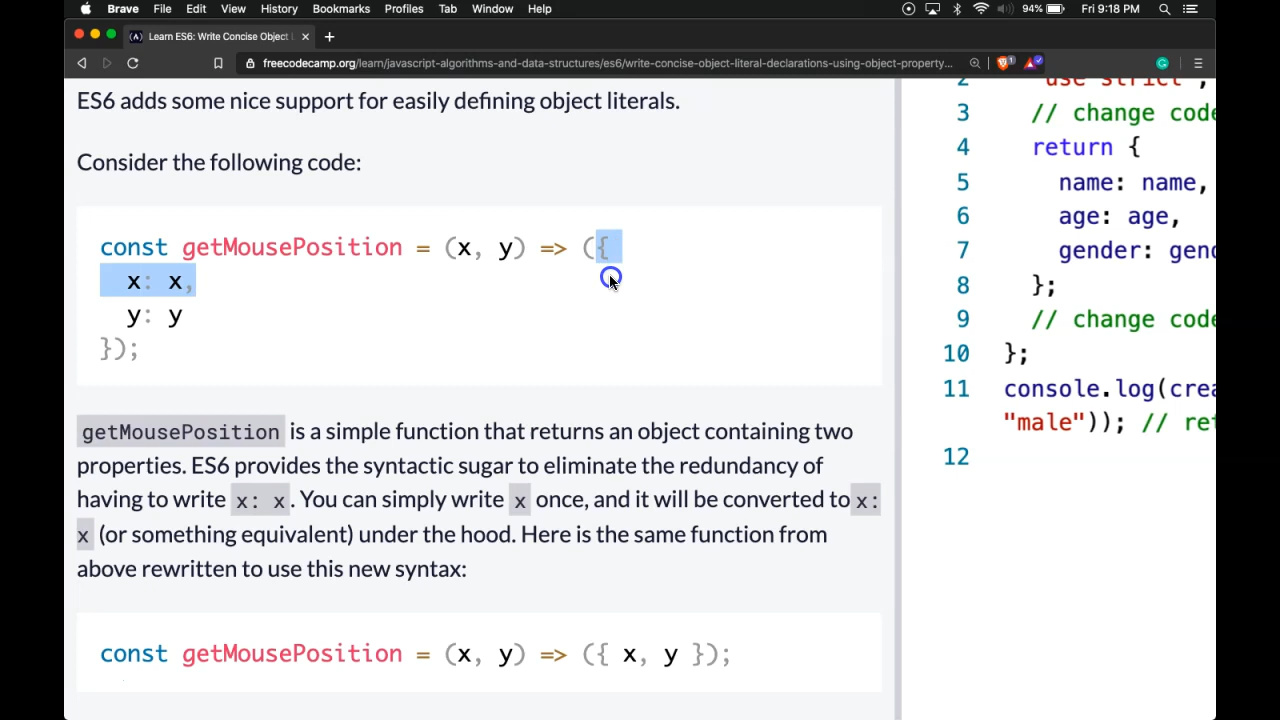 Brave File Edit View History Bookmarks Profiles Tab Window Help 94% Fri 9:18 PM
Learn ES6: Write Concise Object L
freecodecamp.org/learn/javascript-algorithms-and-data-structures/es6/write-concise-object-literal-declarations-using-object-property...
ES6 adds some nice support for easily defining object literals.
Consider the following code:
const getMousePosition = (x, y) => ({
x: x,
y: y
});
getMousePosition is a simple function that returns an object containing two
properties. ES6 provides the syntactic sugar to eliminate the redundancy of
having to write x: x. You can simply write x once, and it will be converted to x:
x (or something equivalent) under the hood. Here is the same function from
above rewritten to use this new syntax:
const getMousePosition = (x, y) => ({ x, y });
2 "use strict";
3 // change code
4 return {
5 name: name,
6 age: age,
7 gender: gend
8 };
9 // change code
10 };
11 console.log(crea
"male")); // ret
12